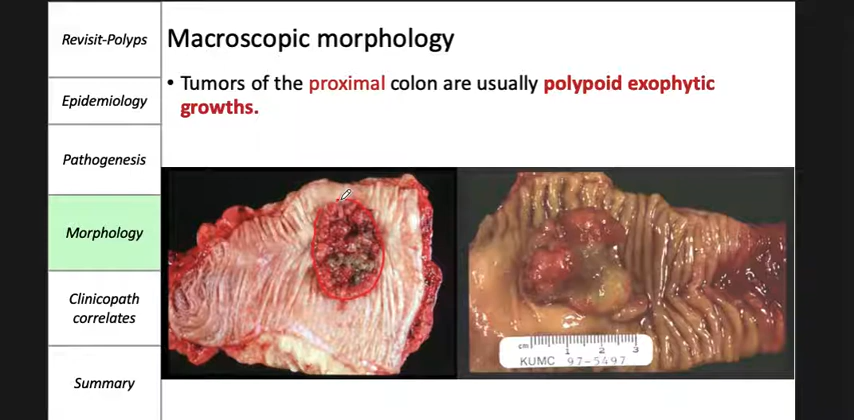 Revisit-Polyps
Epidemiology
Pathogenesis
Morphology
Clinicopath
correlates
Summary
Macroscopic morphology
• Tumors of the proximal colon are usually polypoid exophytic
growths.
cm 1 2 3
KUMC 97-5497